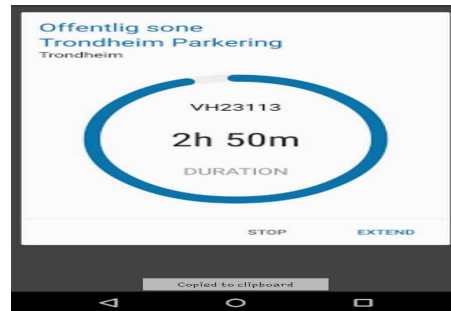 Offentlig sone
Trondheim Parkering
Trondheim
VH23113
2h 50m
DURATION
STOP EXTEND
Copied to clipboard